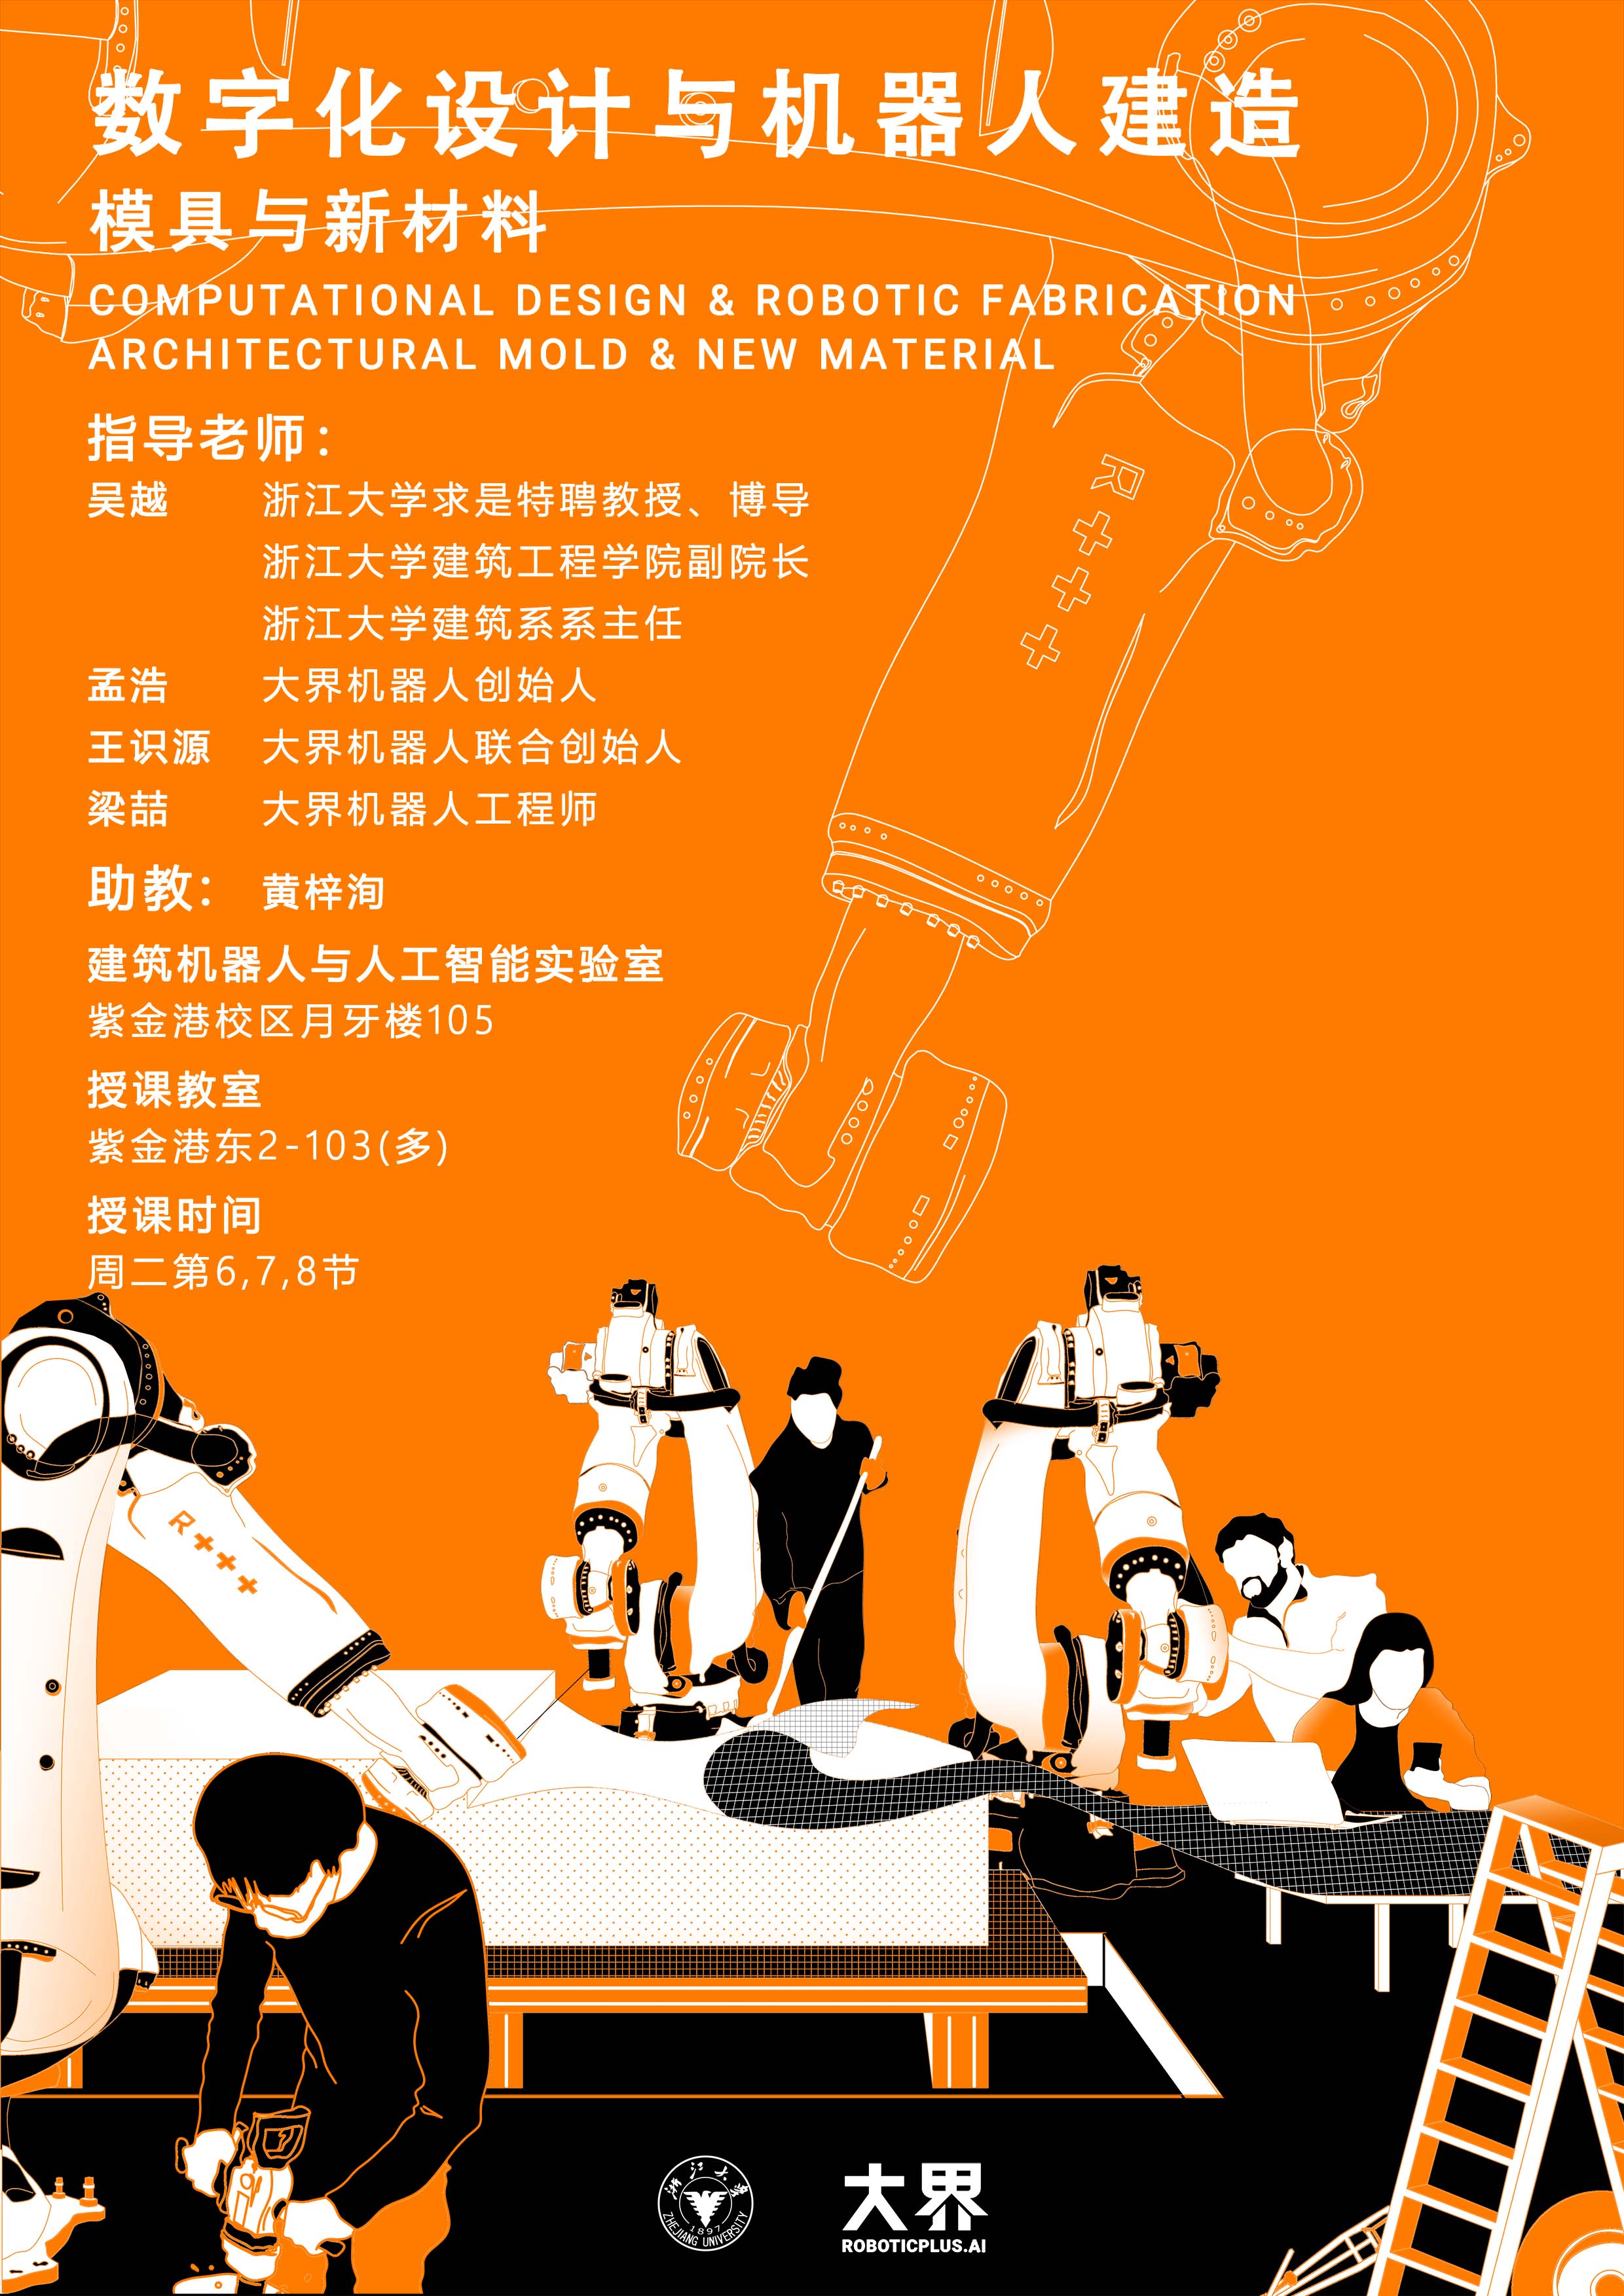 数字化设计与机器人建造
模具与新材料
COMPUTATIONAL DESIGN & ROBOTIC FABRICATION
ARCHITECTURAL MOLD & NEW MATERIAL
指导老师：
吴越 浙江大学求是特聘教授、博导
浙江大学建筑工程学院副院长
浙江大学建筑系系主任
孟浩 大界机器人创始人
王识源 大界机器人联合创始人
梁喆 大界机器人工程师
助教： 黄梓洵
建筑机器人与人工智能实验室
紫金港校区月牙楼105
授课教室
紫金港东2-103(多)
授课时间
周二第6,7,8节
R+++
R+++
浙江大学
1897
ZHEJIANG UNIVERSITY
大界
ROBOTICPLUS.AI